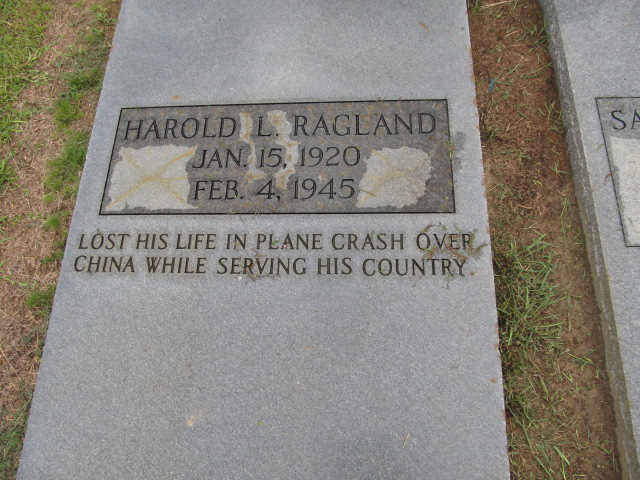 HAROLD L. RAGLAND
JAN. 15, 1920
FEB. 4, 1945
LOST HIS LIFE IN PLANE CRASH OVER
CHINA WHILE SERVING HIS COUNTRY
SA